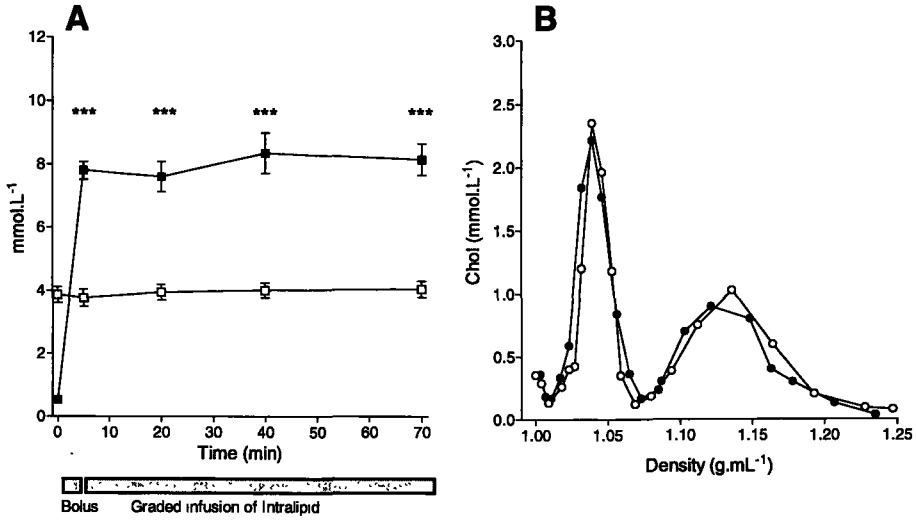 A
12
10
8
6
4
2
0
mmol.L-1
***
***
***
***
0 10 20 30 40 50 60 70
Time (min)
Bolus Graded infusion of Intralipid
B
3.0
2.5
2.0
1.5
1.0
0.5
0.0
Chol (mmol.L-1)
1.00 1.05 1.10 1.15 1.20 1.25
Density (g.mL-1)